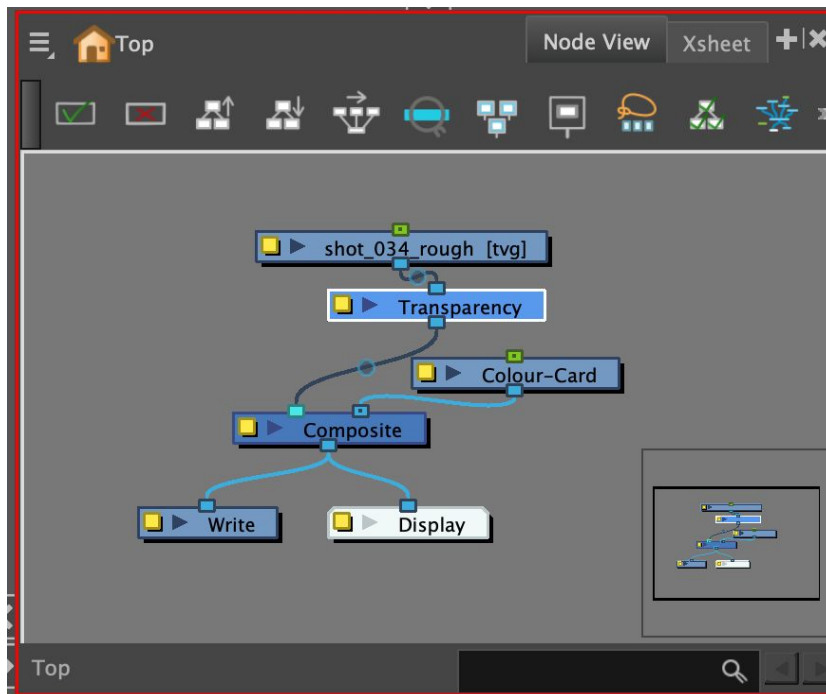 Top
Node View
Xsheet
shot_034_rough [tvg]
Transparency
Colour-Card
Composite
Write
Display
Top